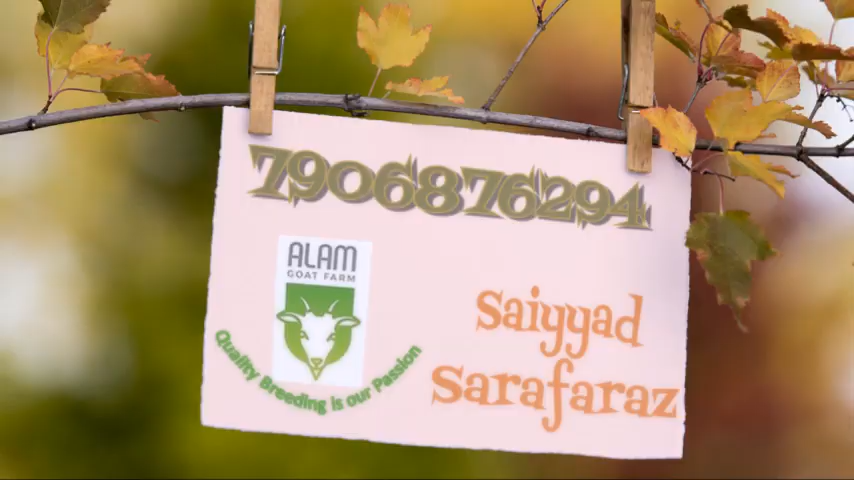 7906876294
ALAM
GOAT FARM
Quality Breeding is our Passion
Saiyyad
Sarafaraz